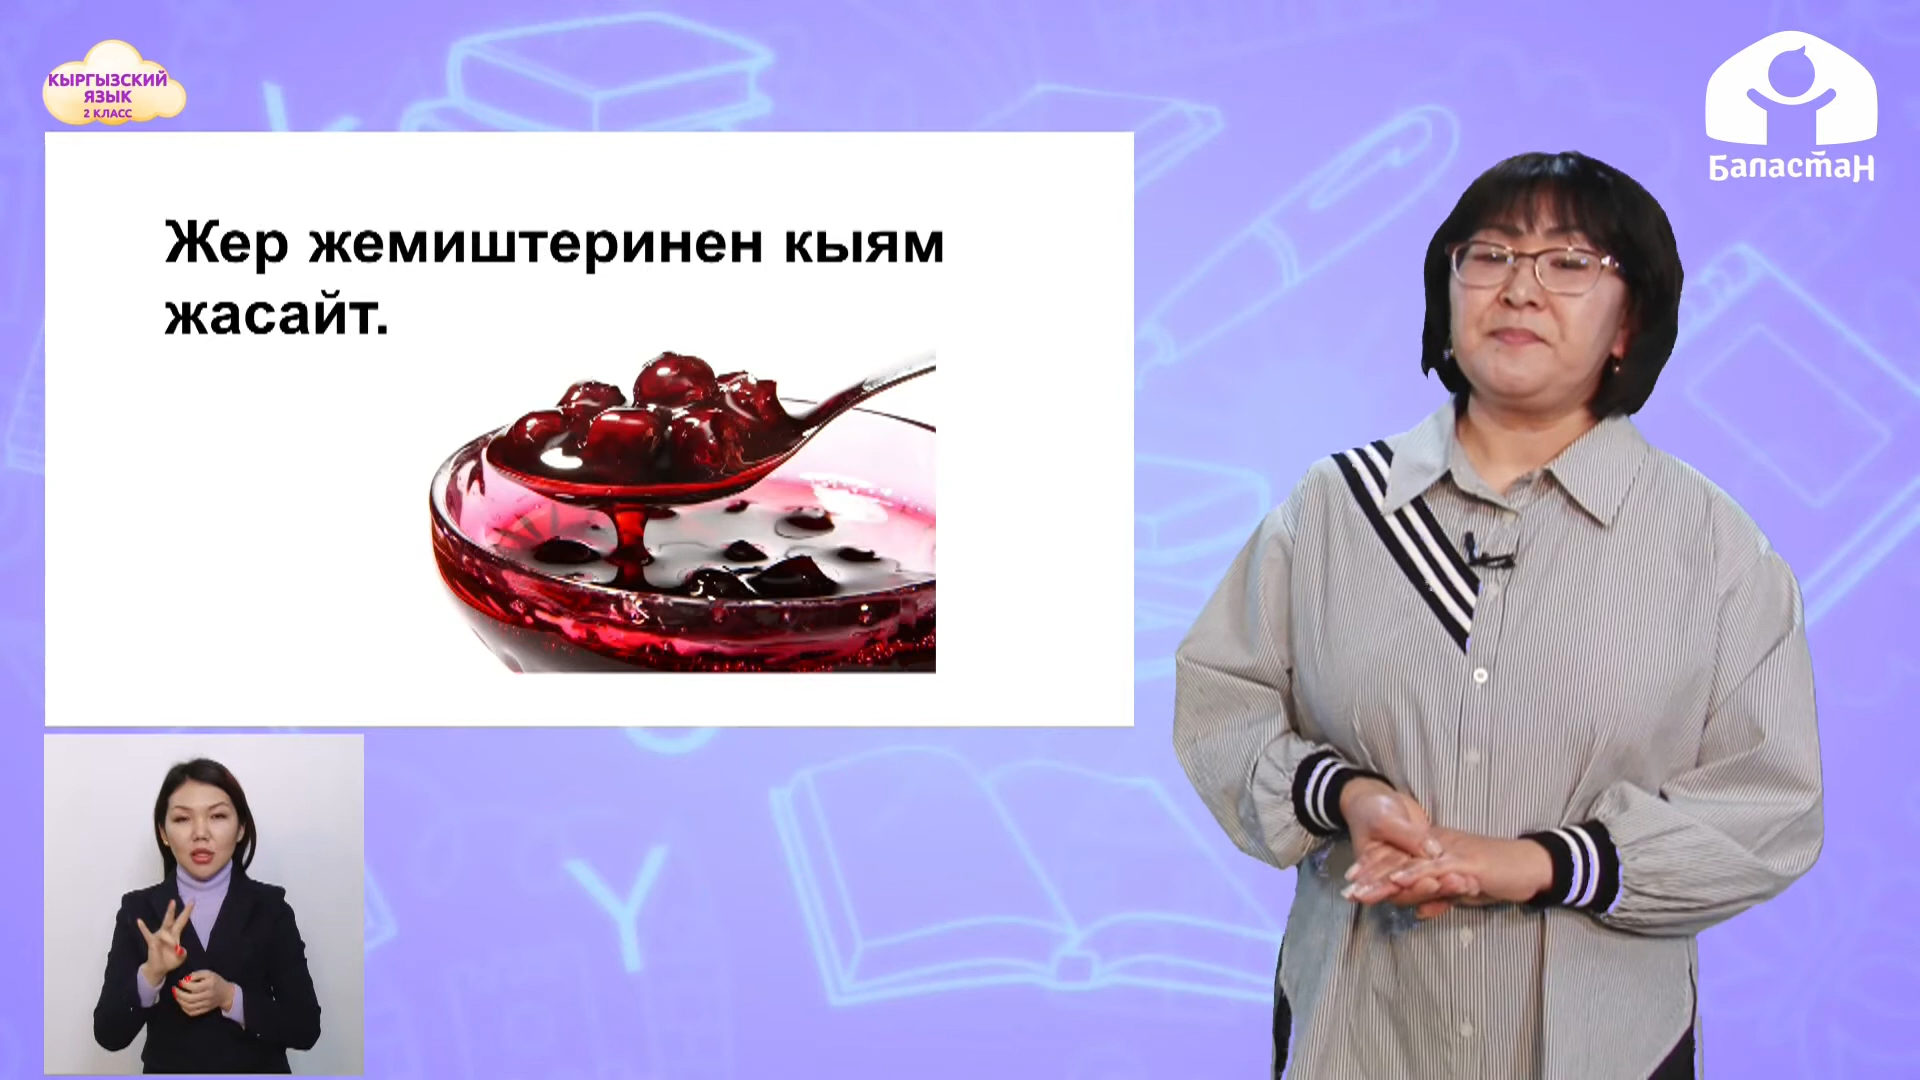 КЫРГЫЗСКИЙ
ЯЗЫК
2 КЛАСС
Баластан
Жер жемиштеринен кыям
жасайт.